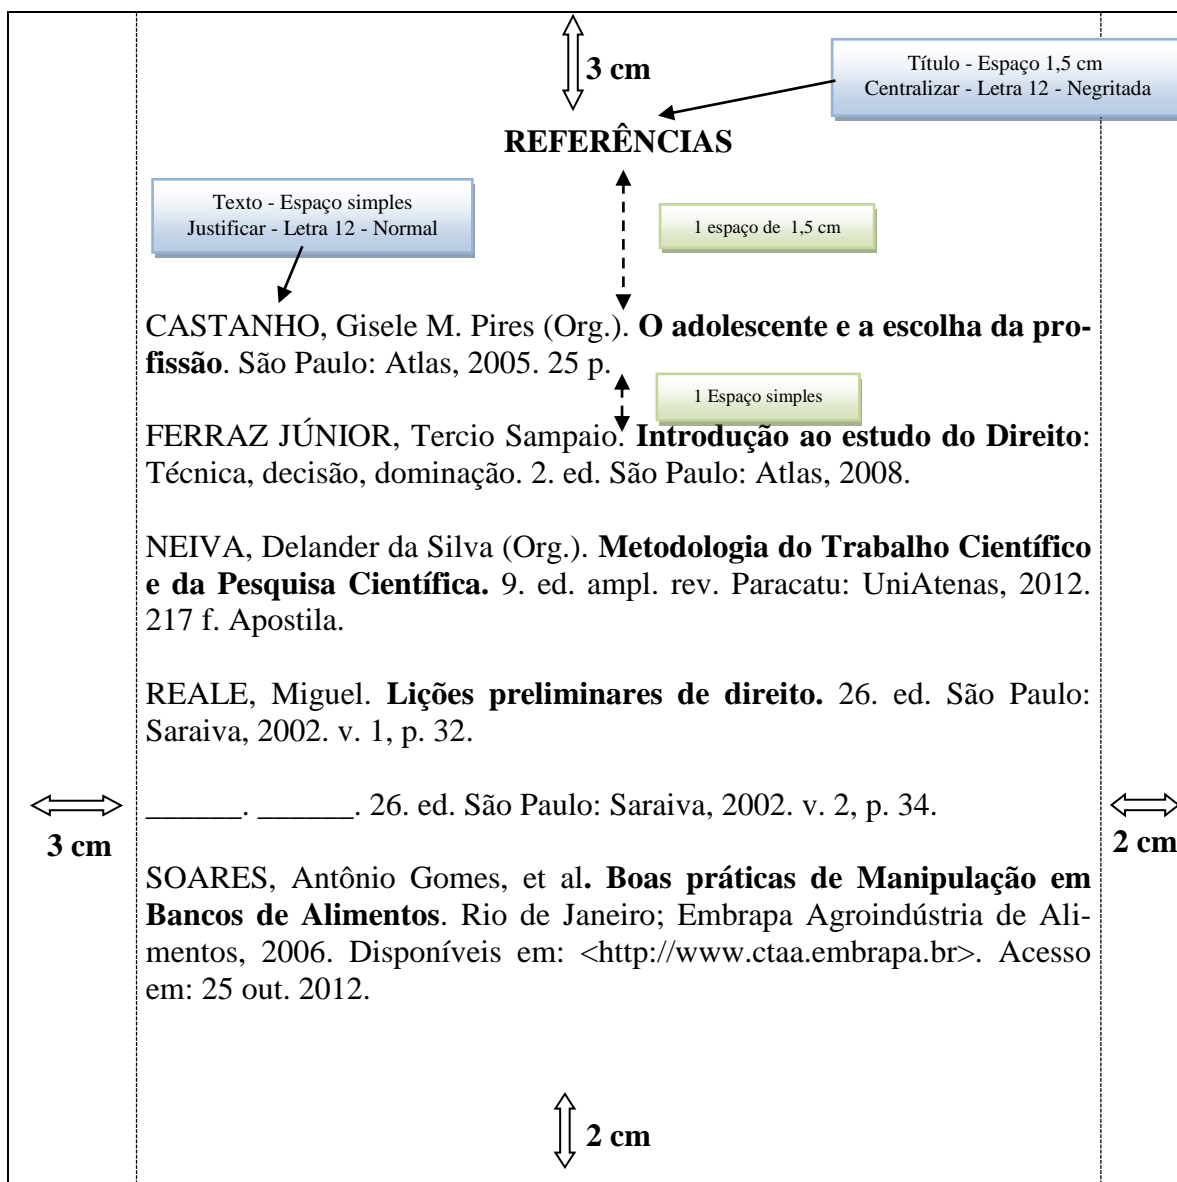 3 cm
Título - Espaço 1,5 cm
Centralizar - Letra 12 - Negritada
REFERÊNCIAS
Texto - Espaço simples
Justificar - Letra 12 - Normal
1 espaço de 1,5 cm
CASTANHO, Gisele M. Pires (Org.). O adolescente e a escolha da pro-
fissão. São Paulo: Atlas, 2005. 25 p.
1 Espaço simples
FERRAZ JÚNIOR, Tercio Sampaio. Introdução ao estudo do Direito:
Técnica, decisão, dominação. 2. ed. São Paulo: Atlas, 2008.
NEIVA, Delander da Silva (Org.). Metodologia do Trabalho Científico
e da Pesquisa Científica. 9. ed. ampl. rev. Paracatu: UniAtenas, 2012.
217 f. Apostila.
REALE, Miguel. Lições preliminares de direito. 26. ed. São Paulo:
Saraiva, 2002. v. 1, p. 32.
______. ______. 26. ed. São Paulo: Saraiva, 2002. v. 2, p. 34.
3 cm
2 cm
SOARES, Antônio Gomes, et al. Boas práticas de Manipulação em
Bancos de Alimentos. Rio de Janeiro; Embrapa Agroindústria de Ali-
mentos, 2006. Disponíveis em: <http://www.ctaa.embrapa.br>. Acesso
em: 25 out. 2012.
2 cm